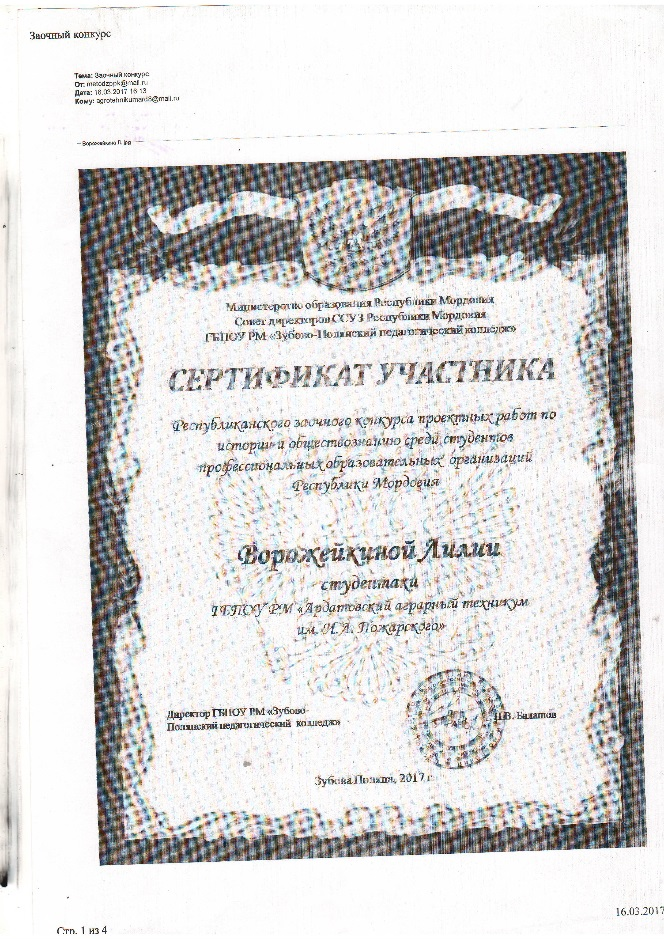 Заочный конкурс
Тема: Заочный конкурс
От: metodzppk@mail.ru
Дата: 16.03.2017 16:13
Кому: agrotehnikumard8@mail.ru
Ворожейкина Л.jpg
Министерство образования Республики Мордовия
Совет директоров ССУЗ Республики Мордовия
ГБПОУ РМ «Зубово-Полянский педагогический колледж»
СЕРТИФИКАТ УЧАСТНИКА
Республиканского заочного конкурса проектных работ по
истории и обществознанию среди студентов
профессиональных образовательных организаций
Республики Мордовия
Ворожейкиной Лилии
студентки
ГБПОУ РМ «Ардатовский аграрный техникум
им. И.А. Пожарского»
Директор ГБПОУ РМ «Зубово-
Полянский педагогический колледж»
В. Балашов
Зубова Поляна, 2017 г.
16.03.2017
Стр. 1 из 4